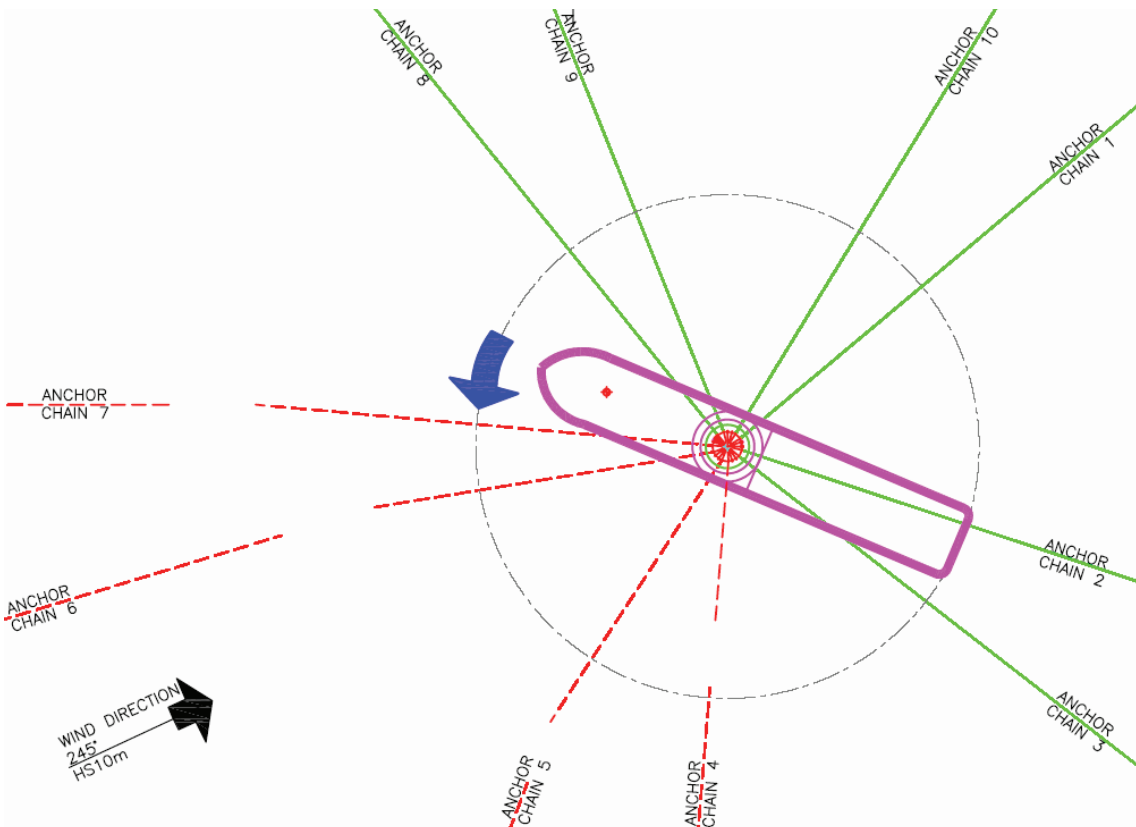 ANCHOR
CHAIN 8
ANCHOR
CHAIN 9
ANCHOR
CHAIN 10
ANCHOR
CHAIN 1
ANCHOR
CHAIN 7
ANCHOR
CHAIN 2
ANCHOR
CHAIN 6
ANCHOR
CHAIN 3
WIND DIRECTION
245°
HS10m
ANCHOR
CHAIN 5
ANCHOR
CHAIN 4